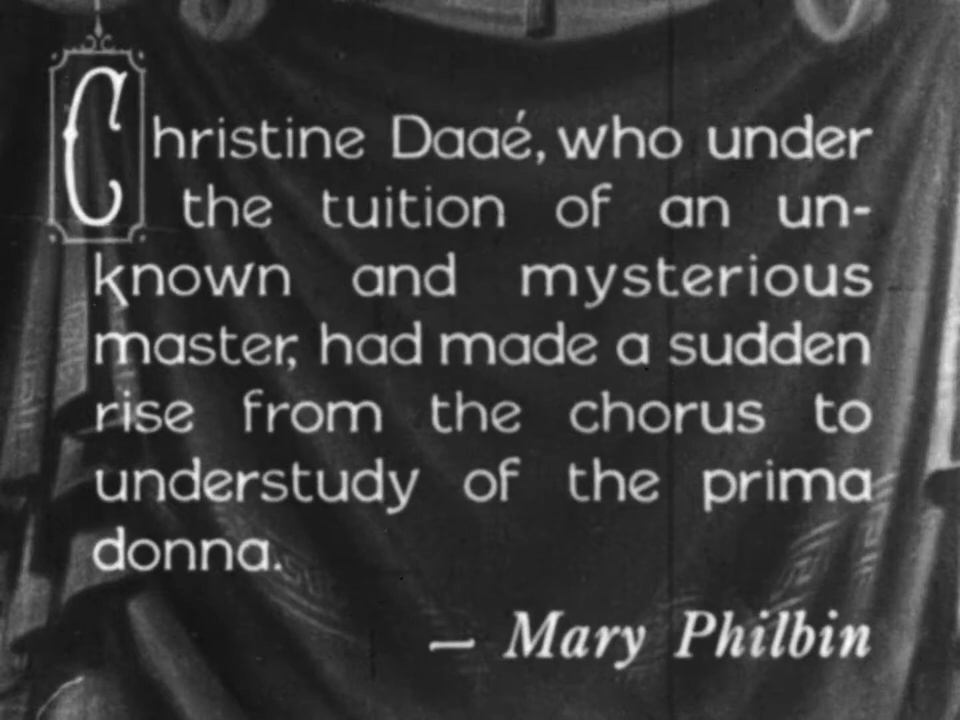 Christine Daaé, who under
the tuition of an un-
known and mysterious
master, had made a sudden
rise from the chorus to
understudy of the prima
donna.
— Mary Philbin